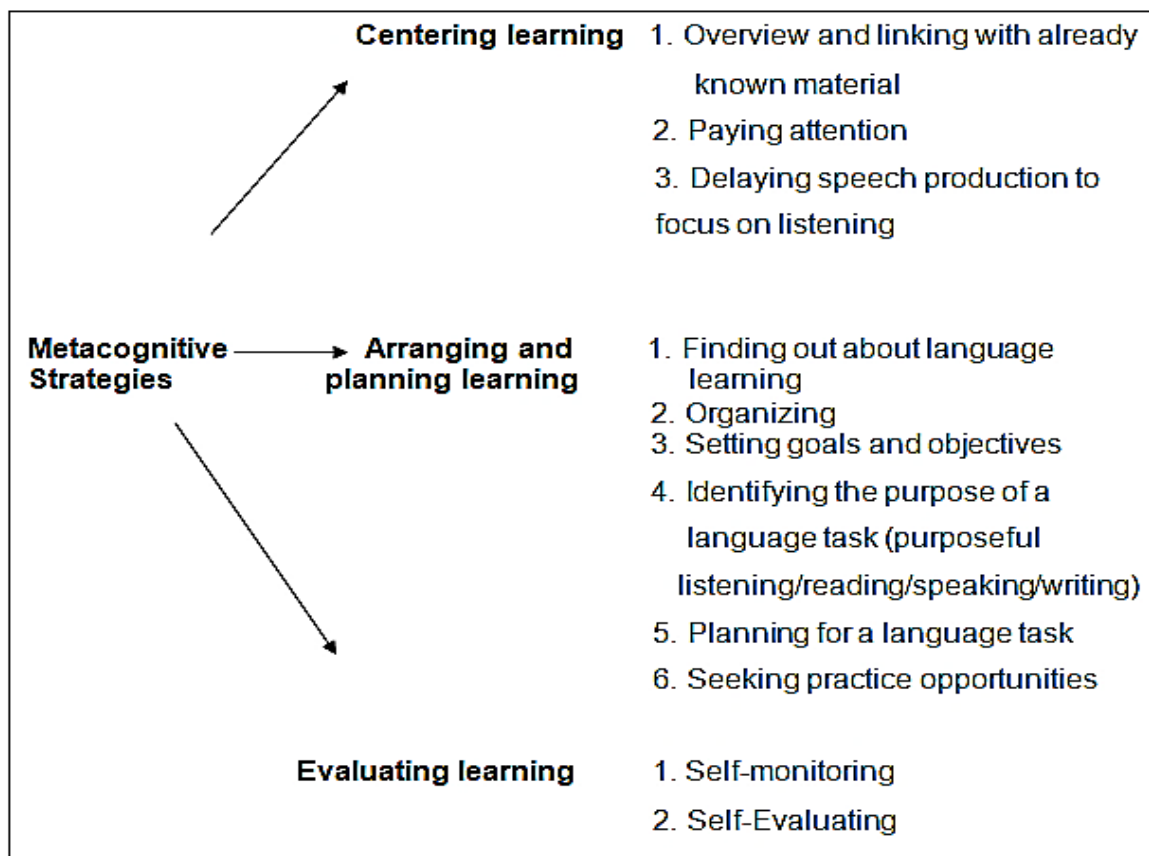 Centering learning 1. Overview and linking with already
known material
2. Paying attention
3. Delaying speech production to
focus on listening
Metacognitive Arranging and 1. Finding out about language
Strategies planning learning learning
2. Organizing
3. Setting goals and objectives
4. Identifying the purpose of a
language task (purposeful
listening/reading/speaking/writing)
5. Planning for a language task
6. Seeking practice opportunities
Evaluating learning 1. Self-monitoring
2. Self-Evaluating